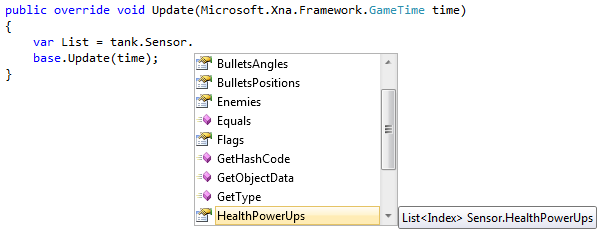 public override void Update(Microsoft.Xna.Framework.GameTime time)
{
var List = tank.Sensor.
base.Update(time);
}
BulletsAngles
BulletsPositions
Enemies
Equals
Flags
GetHashCode
GetObjectData
GetType
HealthPowerUps
List<Index> Sensor.HealthPowerUps